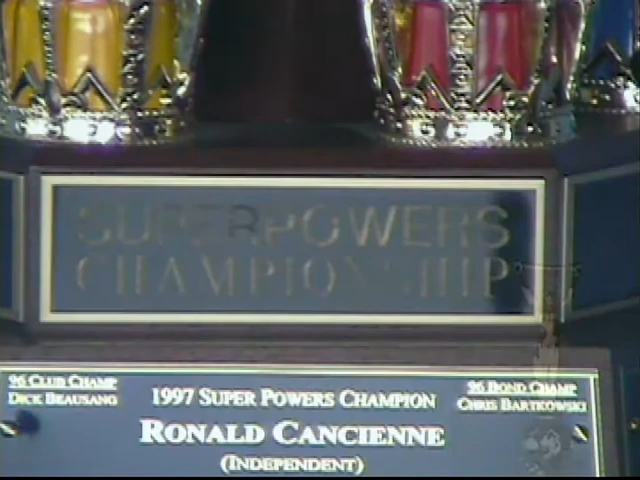 SUPERPOWERS
CHAMPIONSHIP
96 CLUB CHAMP
DICK BEAUSANG
1997 SUPER POWERS CHAMPION
96 BOND CHAMP
CHRIS BARTKOWSKI
RONALD CANCIENNE
(INDEPENDENT)